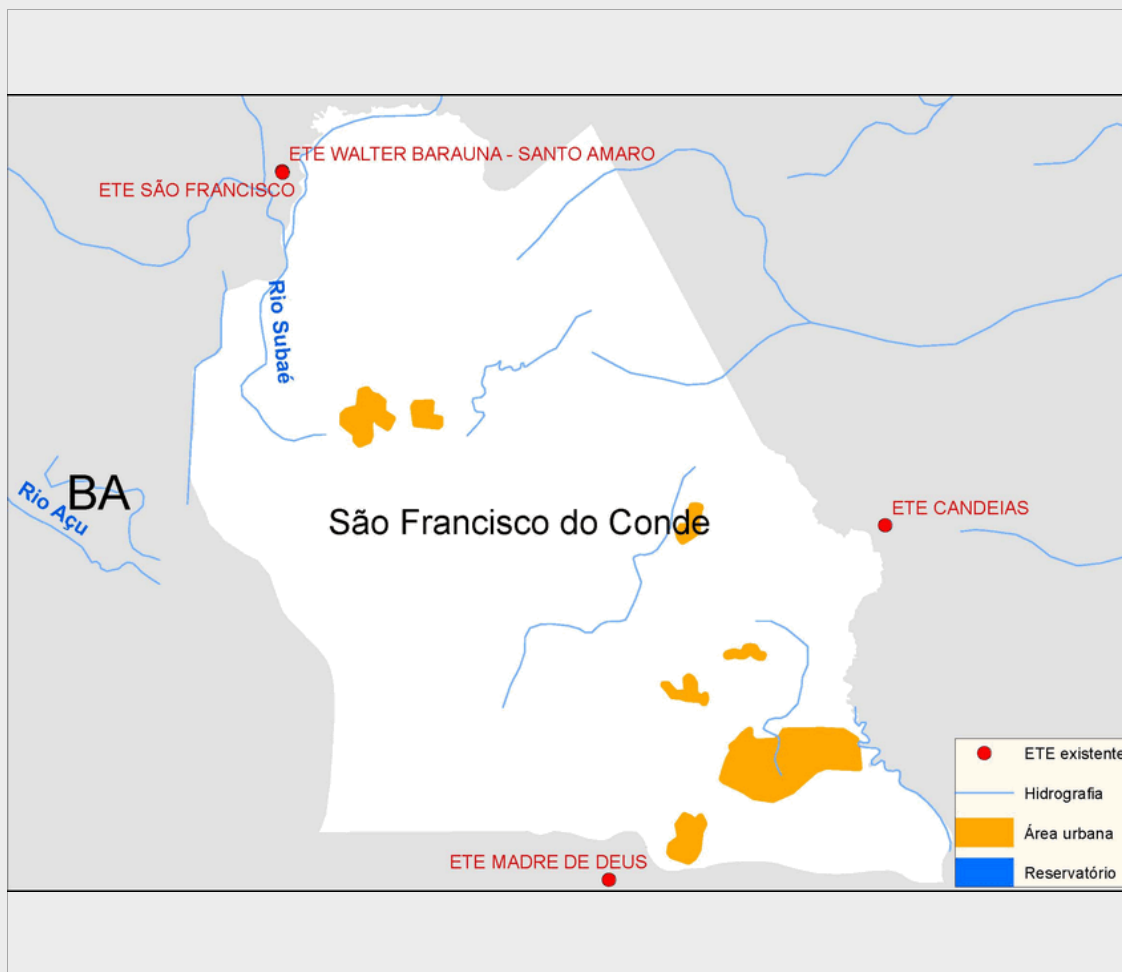 ETE WALTER BARAUNA - SANTO AMARO
ETE SÃO FRANCISCO
Rio Subaé
BA
Rio Açu
São Francisco do Conde
ETE CANDEIAS
ETE MADRE DE DEUS
ETE existente
Hidrografia
Área urbana
Reservatório